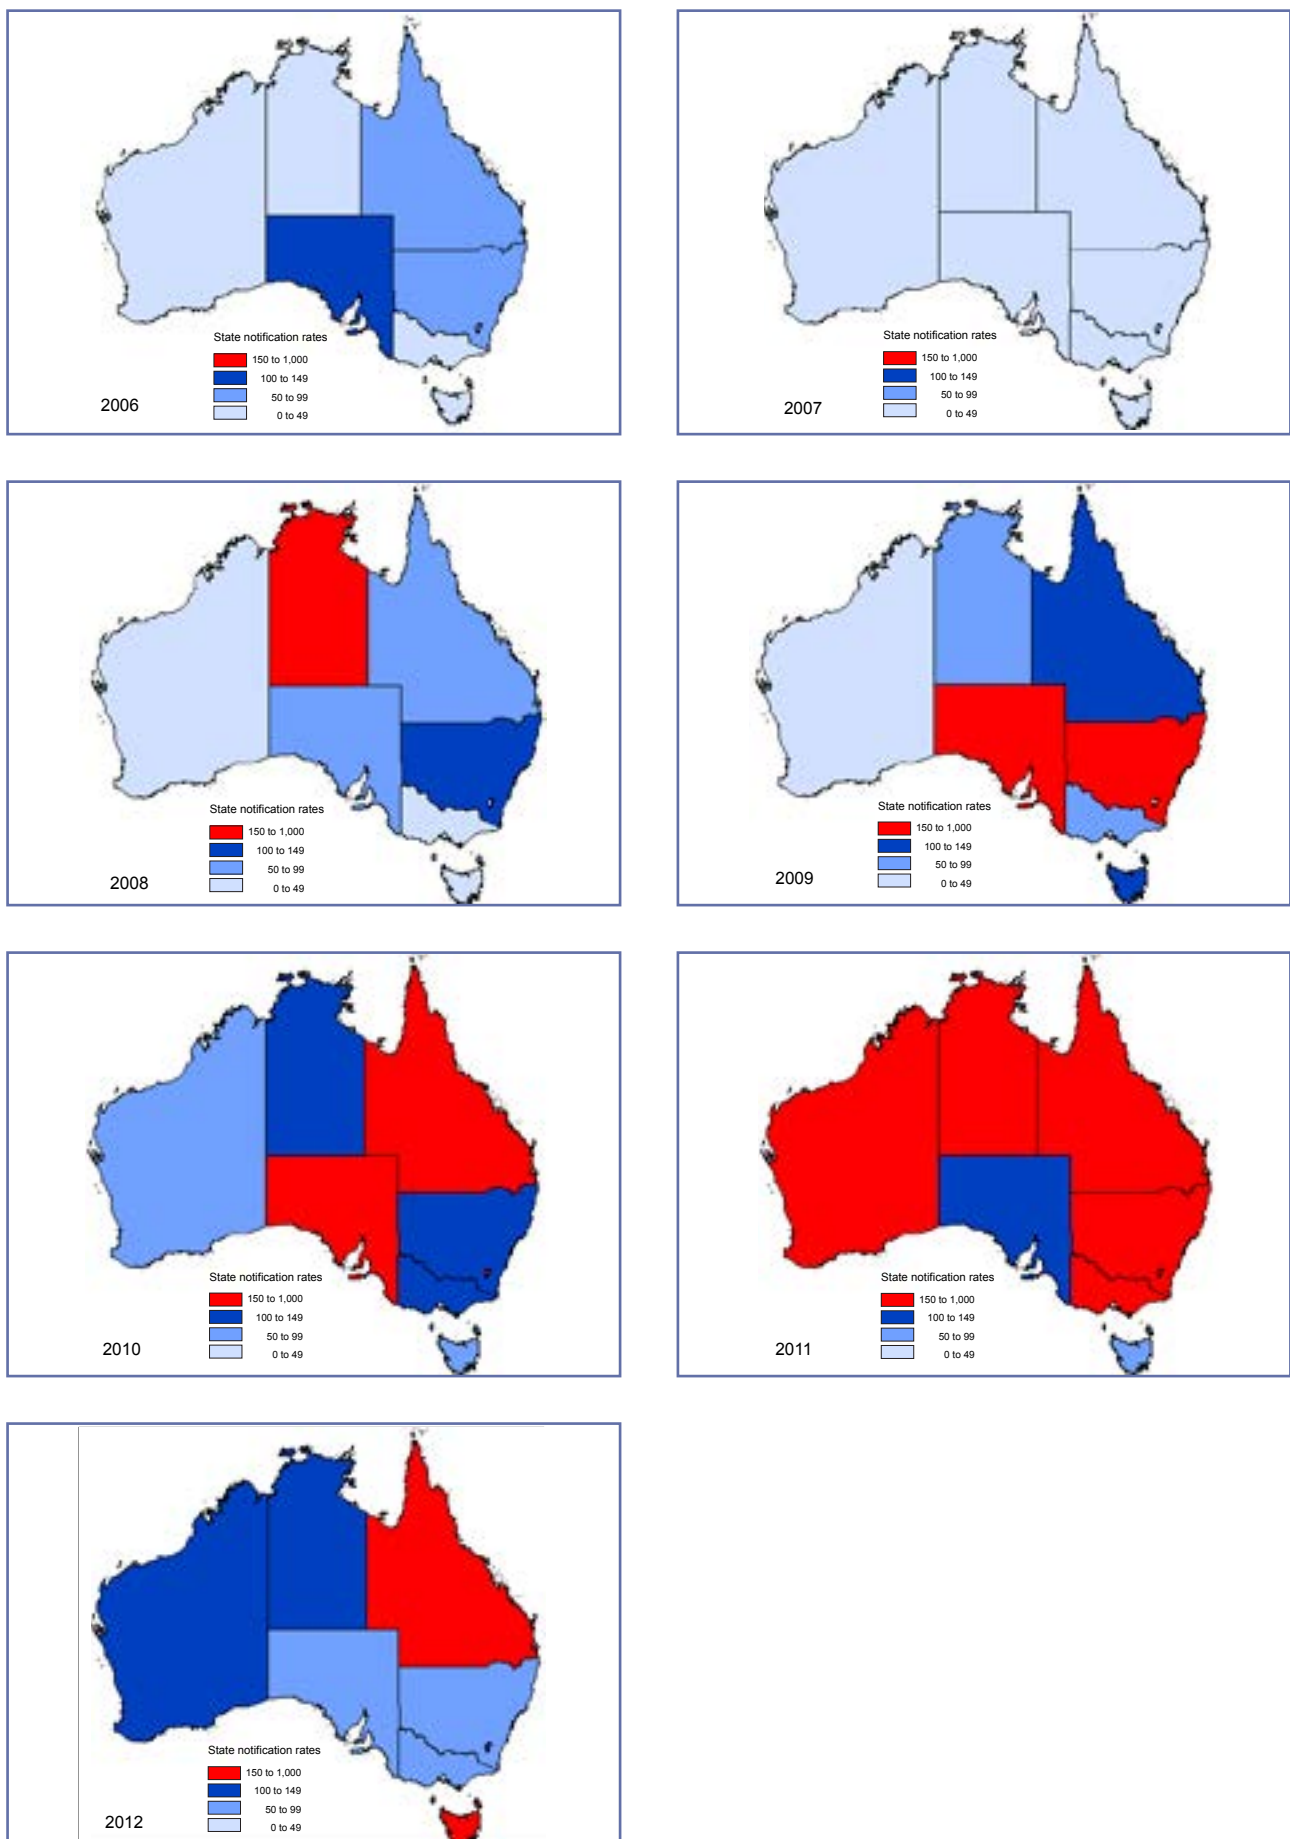 State notification rates
150 to 1,000
100 to 149
50 to 99
0 to 49
2006
State notification rates
150 to 1,000
100 to 149
50 to 99
0 to 49
2007
State notification rates
150 to 1,000
100 to 149
50 to 99
0 to 49
2008
State notification rates
150 to 1,000
100 to 149
50 to 99
0 to 49
2009
State notification rates
150 to 1,000
100 to 149
50 to 99
0 to 49
2010
State notification rates
150 to 1,000
100 to 149
50 to 99
0 to 49
2011
State notification rates
150 to 1,000
100 to 149
50 to 99
0 to 49
2012